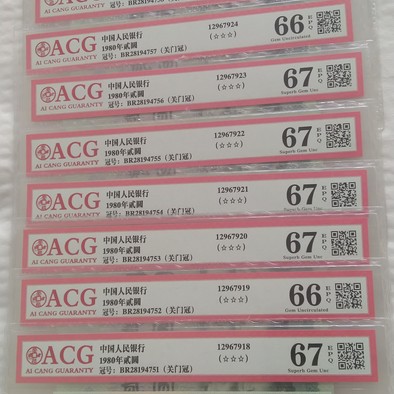 ACG
AI CANG GUARANTY
中国人民银行
1980年贰圆
冠号: BR28194757 (关门冠)
12967924
(☆☆☆)
66
EPQ
Gem Uncirculated
ACG
AI CANG GUARANTY
中国人民银行
1980年贰圆
冠号: BR28194756 (关门冠)
12967923
(☆☆☆)
67
EPQ
Superb Gem Unc
ACG
AI CANG GUARANTY
中国人民银行
1980年贰圆
冠号: BR28194755 (关门冠)
12967922
(☆☆☆)
67
EPQ
Superb Gem Unc
ACG
AI CANG GUARANTY
中国人民银行
1980年贰圆
冠号: BR28194754 (关门冠)
12967921
(☆☆☆)
67
EPQ
Superb Gem Unc
ACG
AI CANG GUARANTY
中国人民银行
1980年贰圆
冠号: BR28194753 (关门冠)
12967920
(☆☆☆)
67
EPQ
Superb Gem Unc
ACG
AI CANG GUARANTY
中国人民银行
1980年贰圆
冠号: BR28194752 (关门冠)
12967919
(☆☆☆)
66
EPQ
Gem Uncirculated
ACG
AI CANG GUARANTY
中国人民银行
1980年贰圆
冠号: BR28194751 (关门冠)
12967918
(☆☆☆)
67
EPQ
Superb Gem Unc